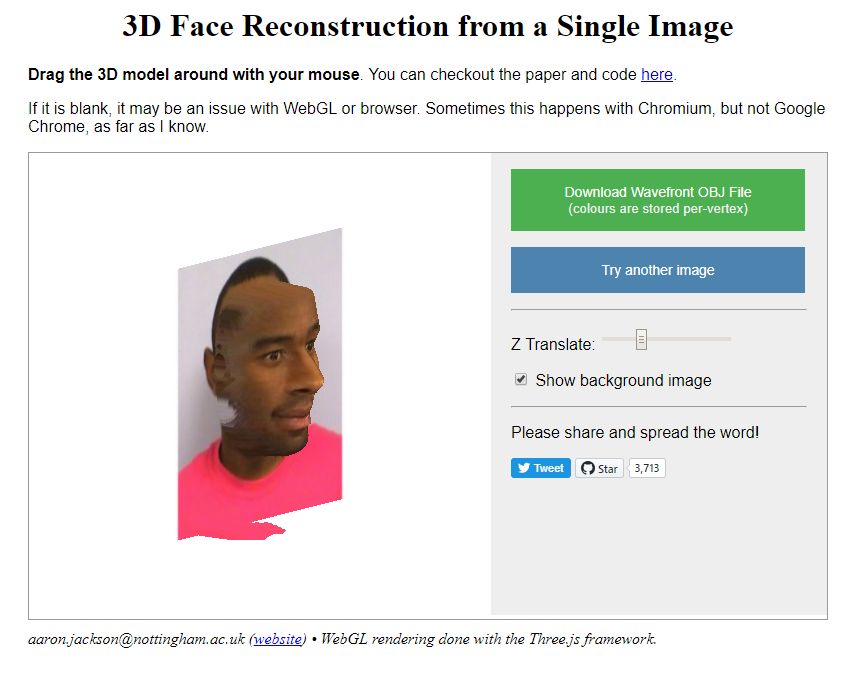 3D Face Reconstruction from a Single Image
Drag the 3D model around with your mouse. You can checkout the paper and code here.
If it is blank, it may be an issue with WebGL or browser. Sometimes this happens with Chromium, but not Google
Chrome, as far as I know.
Download Wavefront OBJ File
(colours are stored per-vertex)
Try another image
Z Translate:
Show background image
Please share and spread the word!
Tweet Star 3,713
aaron.jackson@nottingham.ac.uk (website) • WebGL rendering done with the Three.js framework.